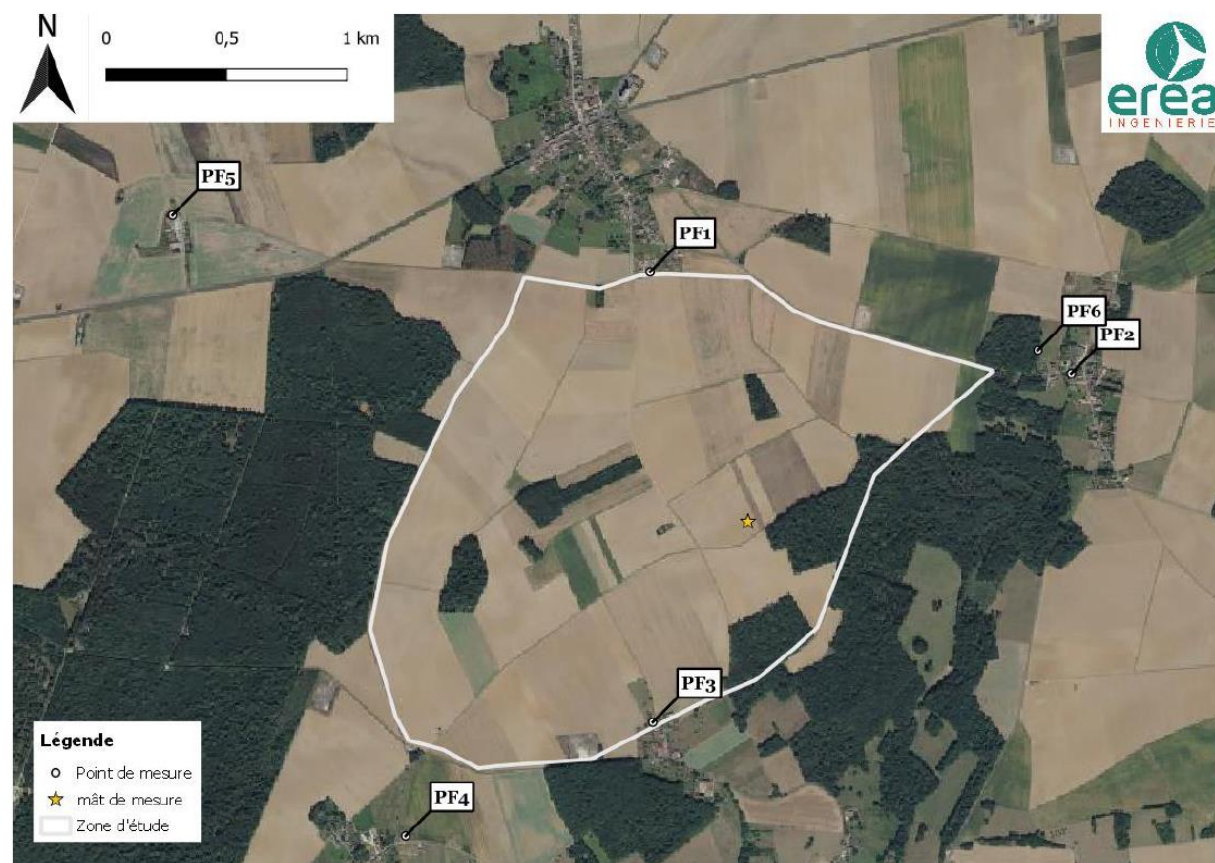 N
0 0,5 1 km
erea
INGENIERIE
PF5
PF1
PF6
PF2
PF3
PF4
Légende
Point de mesure
mât de mesure
Zone d'étude